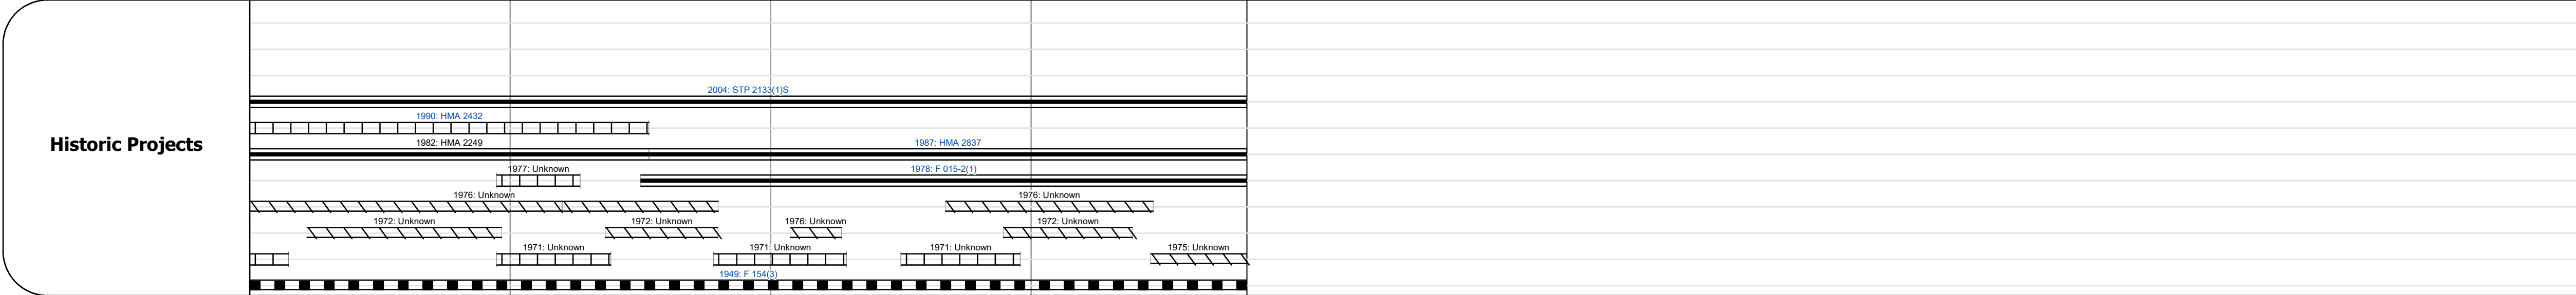 Historic Projects
2004: STP 2133(1)S
1990: HMA 2432
1982: HMA 2249
1987: HMA 2837
1977: Unknown
1978: F 015-2(1)
1976: Unknown
1976: Unknown
1972: Unknown
1972: Unknown
1976: Unknown
1972: Unknown
1971: Unknown
1971: Unknown
1971: Unknown
1975: Unknown
1949: F 154(3)